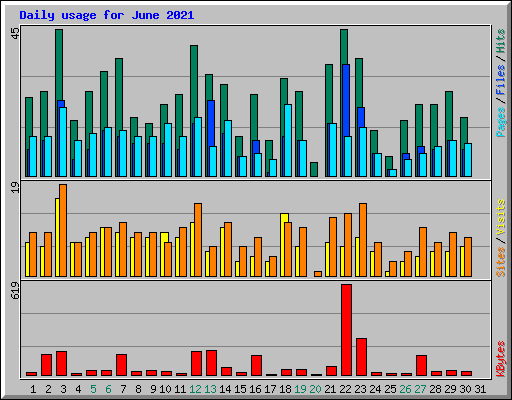 Daily usage for June 2021
45
Pages / Files / Hits
19
Sites / Visits
619
KBytes
1 2 3 4 5 6 7 8 9 10 11 12 13 14 15 16 17 18 19 20 21 22 23 24 25 26 27 28 29 30 31